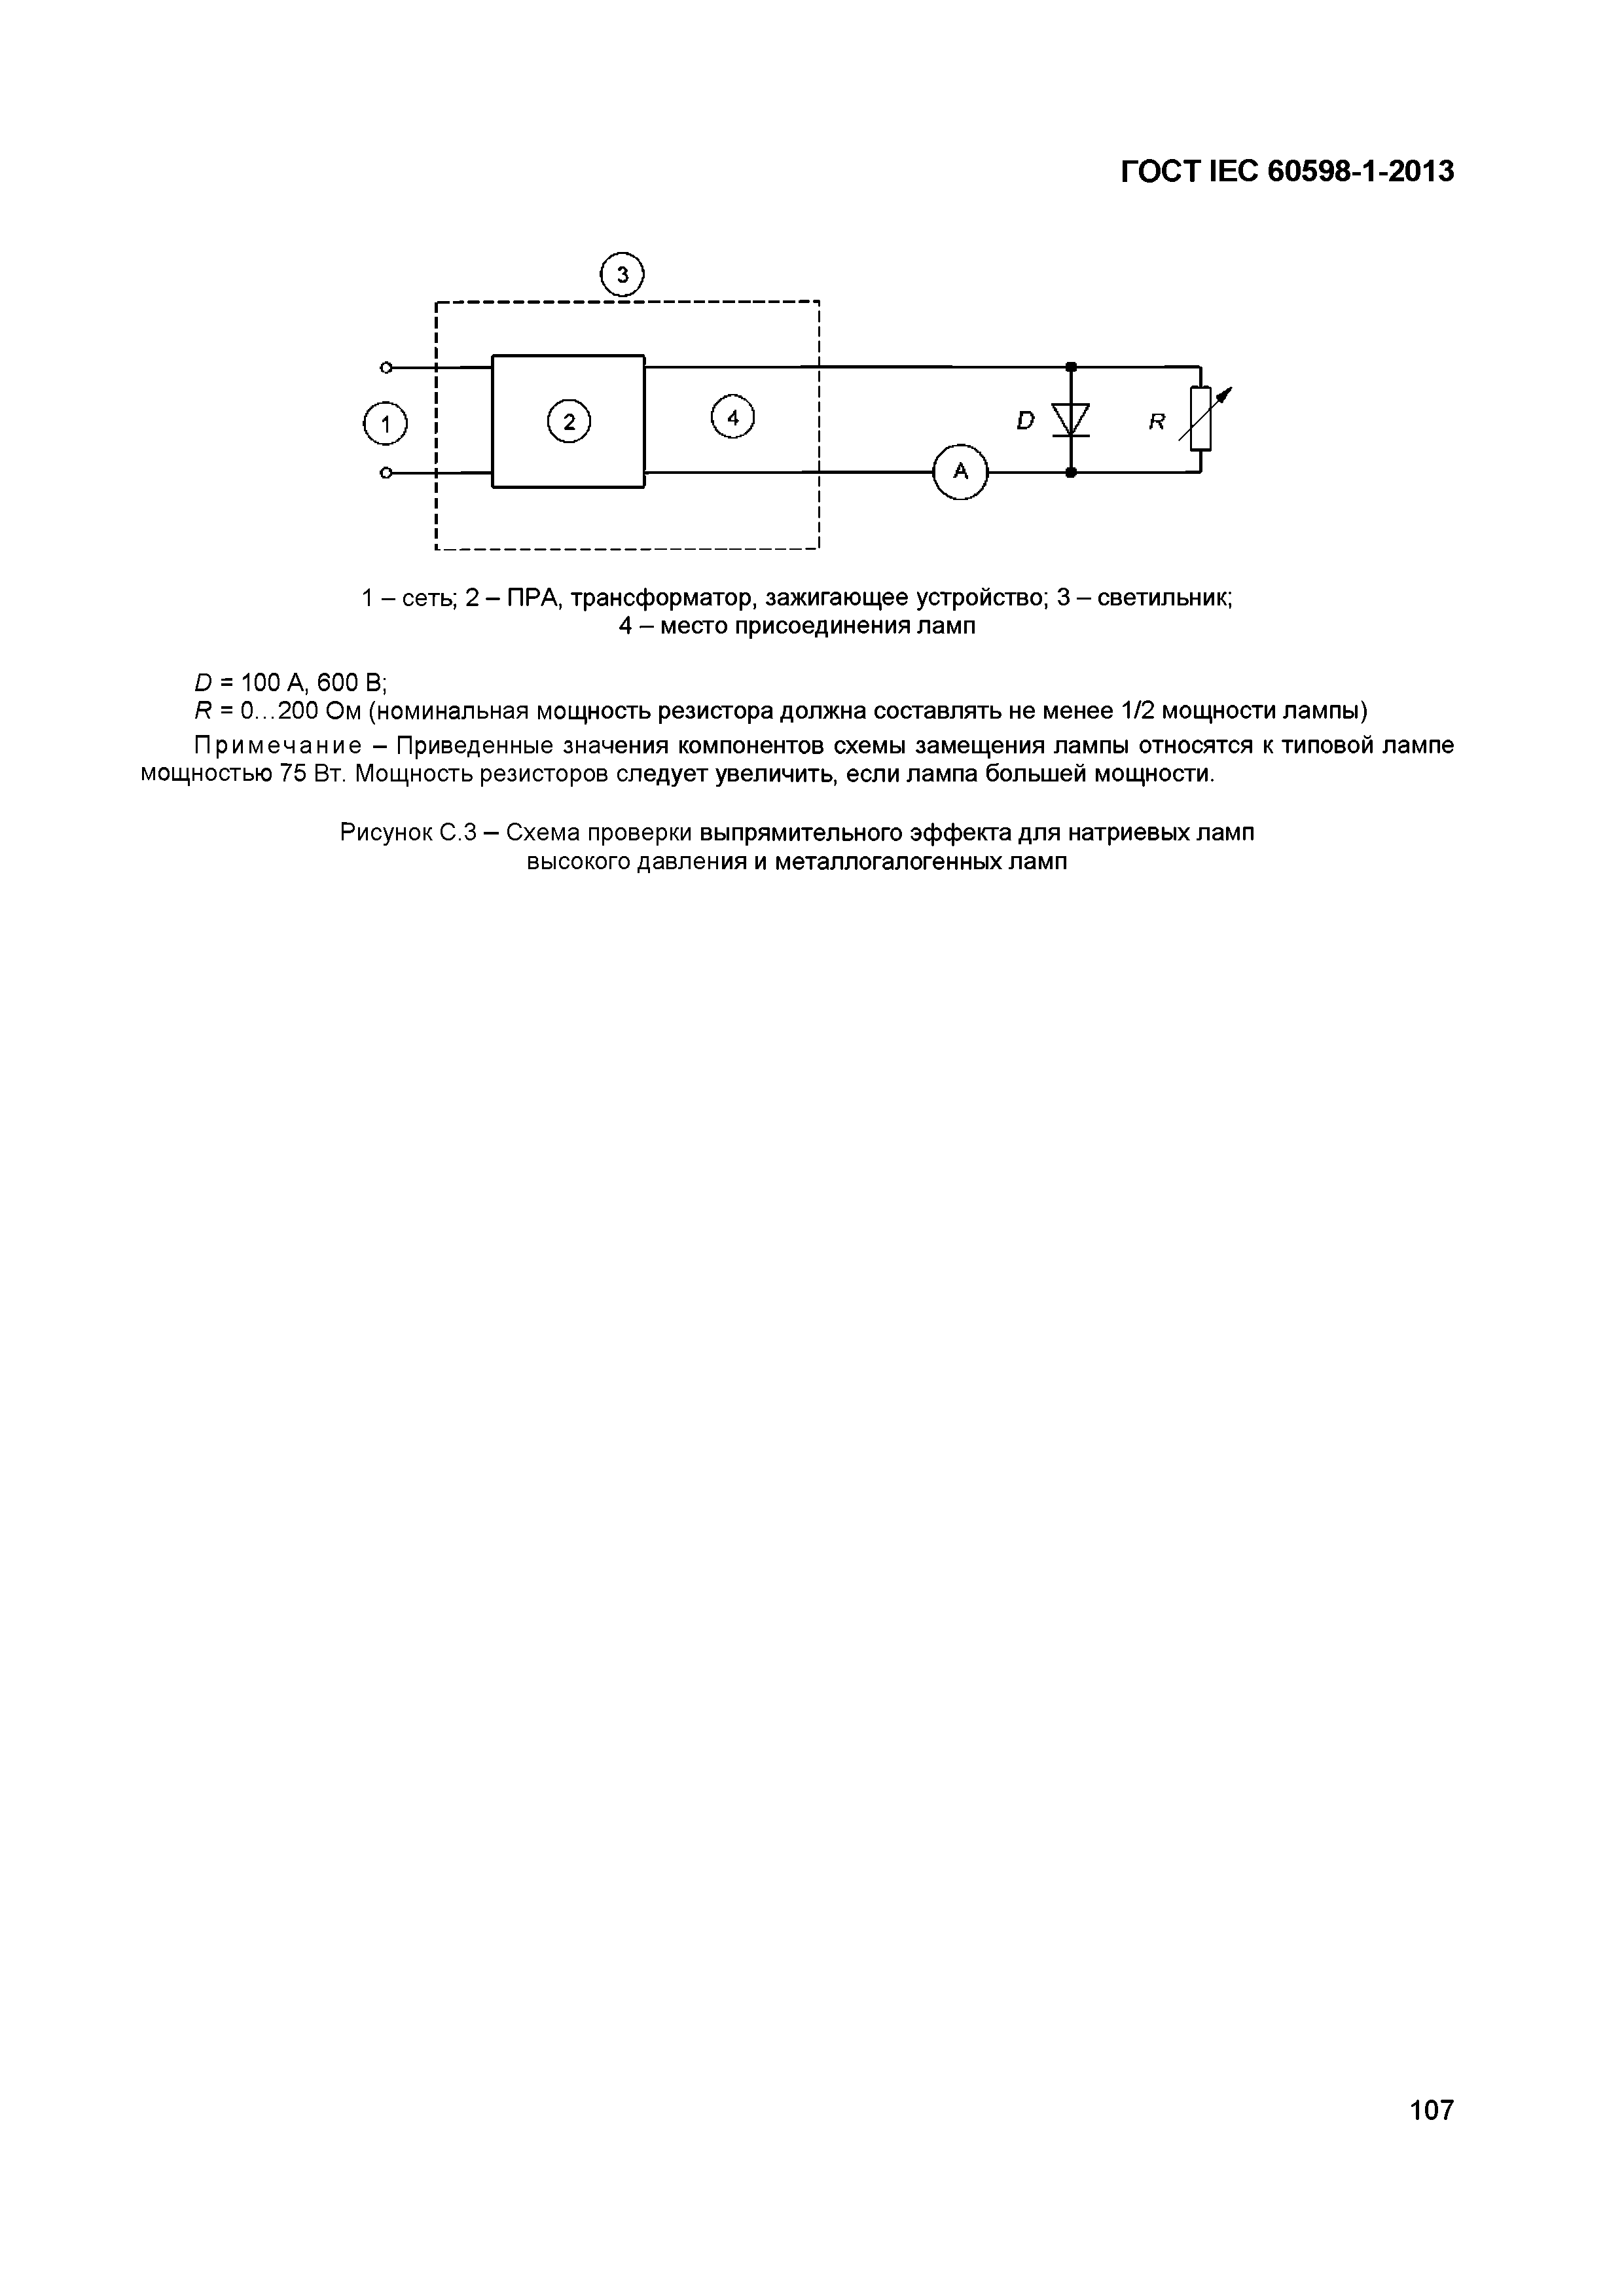 ГОСТ IEC 60598-1-2013
3
1
2
4
D
R
A
1 – сеть; 2 – ПРА, трансформатор, зажигающее устройство; 3 – светильник;
4 – место присоединения ламп
D = 100 А, 600 В;
R = 0...200 Ом (номинальная мощность резистора должна составлять не менее 1/2 мощности лампы)
Примечание – Приведенные значения компонентов схемы замещения лампы относятся к типовой лампе
мощностью 75 Вт. Мощность резисторов следует увеличить, если лампа большей мощности.
Рисунок С.3 – Схема проверки выпрямительного эффекта для натриевых ламп
высокого давления и металлогалогенных ламп
107